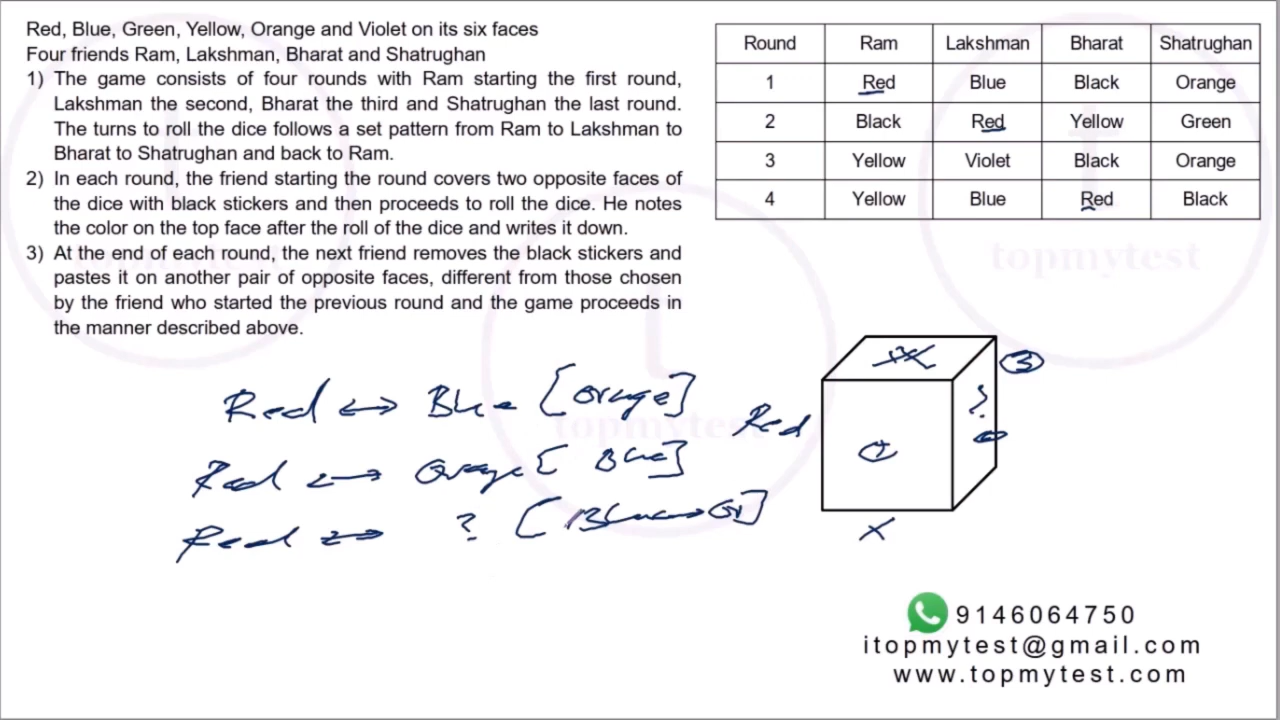 Red, Blue, Green, Yellow, Orange and Violet on its six faces
Four friends Ram, Lakshman, Bharat and Shatrughan
1) The game consists of four rounds with Ram starting the first round,
Lakshman the second, Bharat the third and Shatrughan the last round.
The turns to roll the dice follows a set pattern from Ram to Lakshman to
Bharat to Shatrughan and back to Ram.
2) In each round, the friend starting the round covers two opposite faces of
the dice with black stickers and then proceeds to roll the dice. He notes
the color on the top face after the roll of the dice and writes it down.
3) At the end of each round, the next friend removes the black stickers and
pastes it on another pair of opposite faces, different from those chosen
by the friend who started the previous round and the game proceeds in
the manner described above.
Round Ram Lakshman Bharat Shatrughan
1 Red Blue Black Orange
2 Black Red Yellow Green
3 Yellow Violet Black Orange
4 Yellow Blue Red Black
topmytest
topmytest
topmytest
Red ↔ Blue [Orange]
Red ↔ Orange [Blue]
Red ↔ ? [Blue ↔ Or]
Red
3
?
X
9146064750
itopmytest@gmail.com
www.topmytest.com